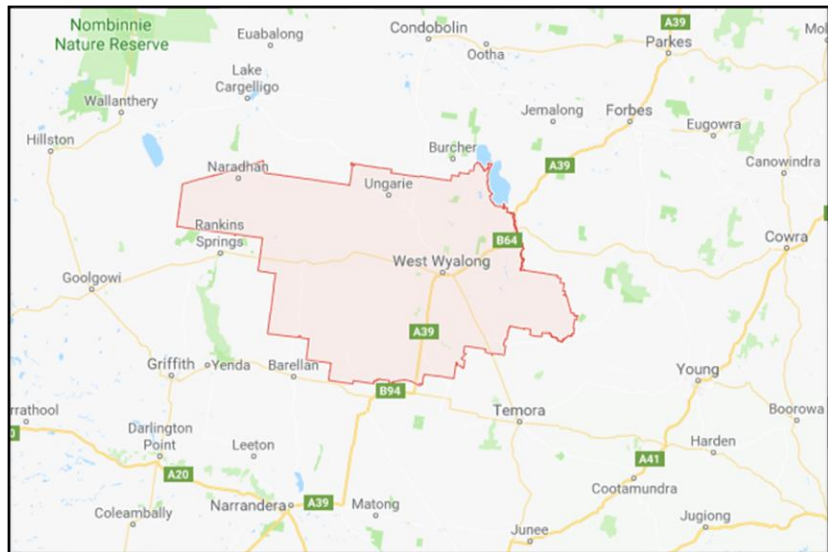 Nombinnie
Nature Reserve
Euabalong
Condobolin
Ootha
A39
Parkes
Lake
Cargelligo
Wallanthery
Jemalong
Forbes
Eugowra
Hillston
Burcher
A39
Canowindra
Naradhan
Ungarie
Rankins
Springs
B64
Cowra
West Wyalong
Goolgowi
A39
Griffith
Yenda
Barellan
B94
Young
Temora
Boorowa
rrathool
Darlington
Point
Leeton
A41
Harden
A20
Cootamundra
Narrandera
A39
Matong
Coleambally
Junee
Jugiong